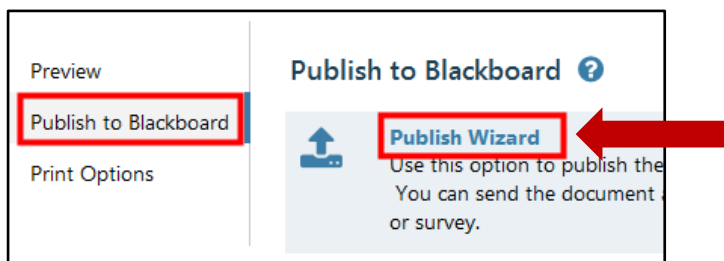 Preview
Publish to Blackboard
Print Options
Publish to Blackboard ?
Publish Wizard
Use this option to publish the
You can send the document
or survey.